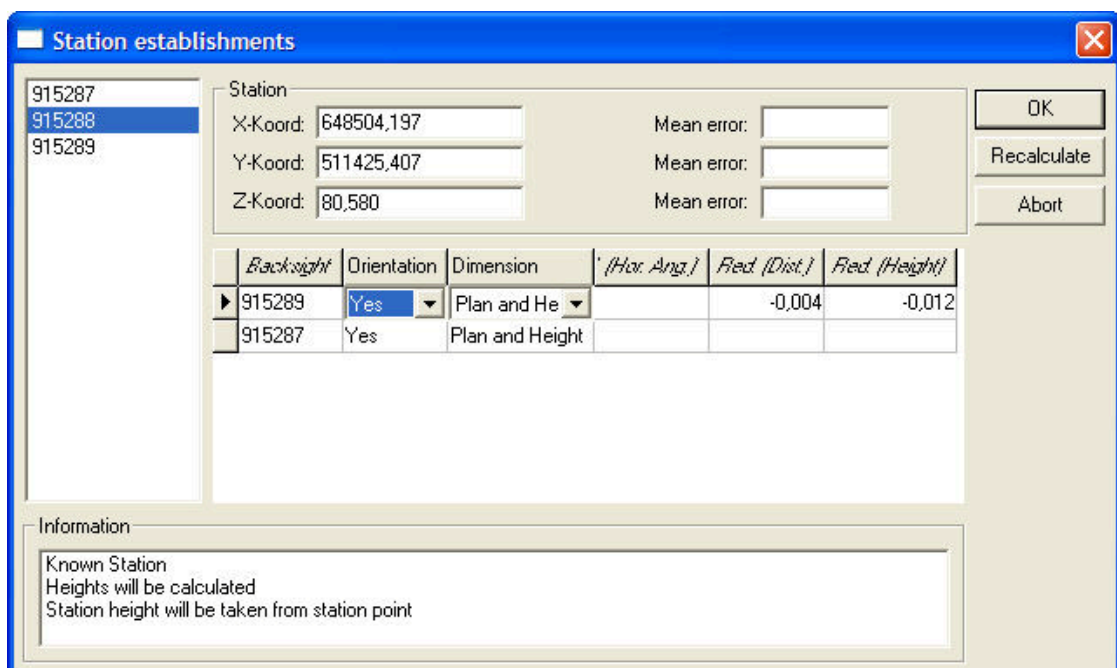 Station establishments
915287
915288
915289
Station
X-Koord: 648504,197 Mean error:
Y-Koord: 511425,407 Mean error:
Z-Koord: 80,580 Mean error:
OK
Recalculate
Abort
Backsight Orientation Dimension ' (Hor. Ang.) Red. (Dist.) Red. (Height)
915289 Yes Plan and He -0,004 -0,012
915287 Yes Plan and Height
Information
Known Station
Heights will be calculated
Station height will be taken from station point